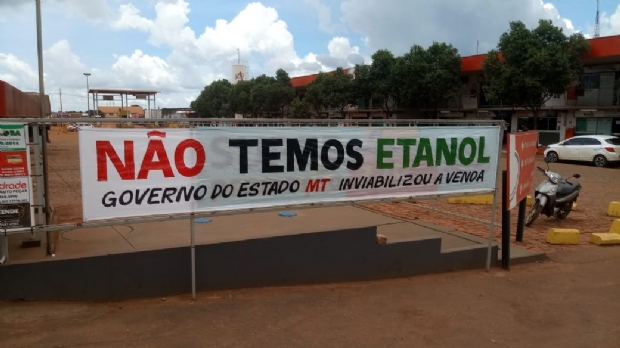 NÃO TEMOS ETANOL
GOVERNO DO ESTADO MT INVIABILIZOU A VENDA